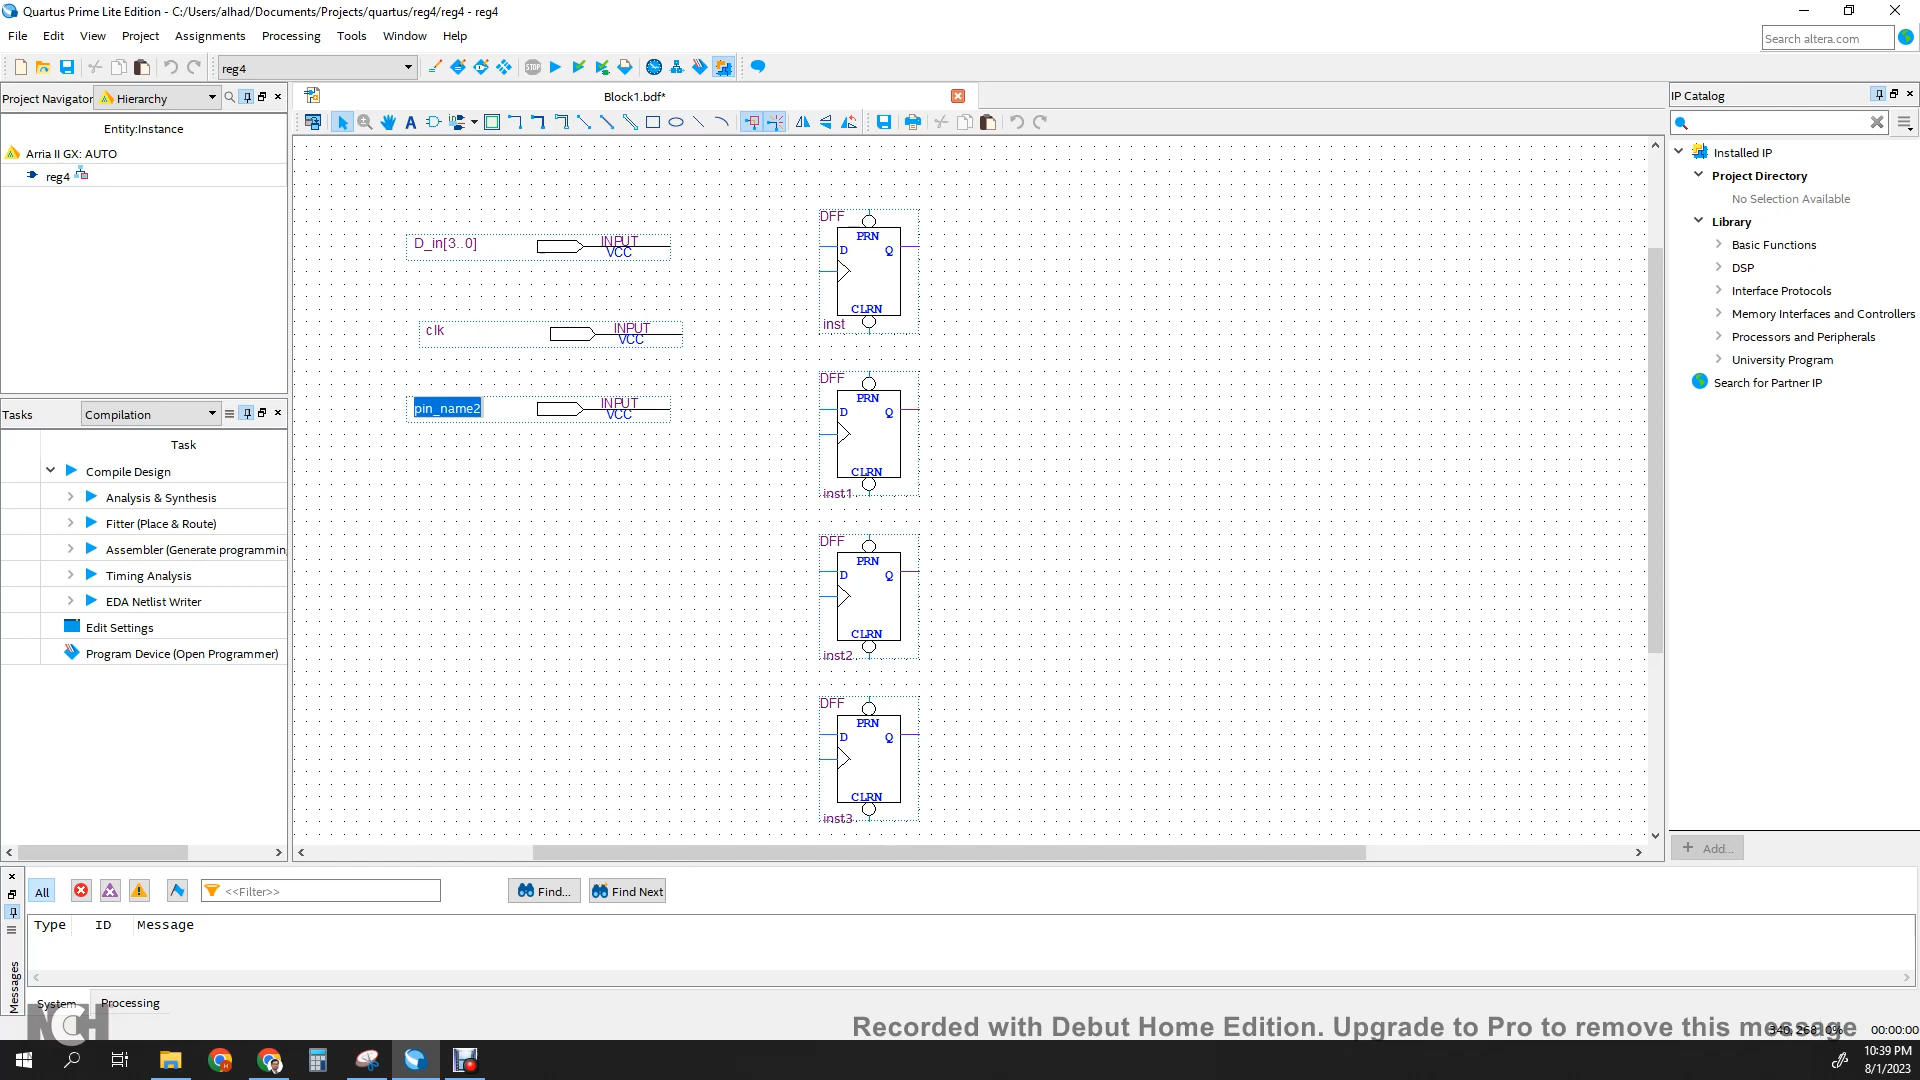 Quartus Prime Lite Edition - C:/Users/alhad/Documents/Projects/quartus/reg4/reg4 - reg4
File Edit View Project Assignments Processing Tools Window Help
Search altera.com
reg4
Project Navigator Hierarchy
Block1.bdf*
IP Catalog
Entity:Instance
Arria II GX: AUTO
reg4
Installed IP
Project Directory
No Selection Available
Library
Basic Functions
DSP
Interface Protocols
Memory Interfaces and Controllers
Processors and Peripherals
University Program
Search for Partner IP
Add...
Tasks Compilation
Task
Compile Design
Analysis & Synthesis
Fitter (Place & Route)
Assembler (Generate programmin
Timing Analysis
EDA Netlist Writer
Edit Settings
Program Device (Open Programmer)
D_in[3..0] INPUT
VCC
clk INPUT
VCC
pin_name2 INPUT
VCC
DFF
PRN
D Q
CLRN
inst
DFF
PRN
D Q
CLRN
inst1
DFF
PRN
D Q
CLRN
inst2
DFF
PRN
D Q
CLRN
inst3
All <<Filter>> Find... Find Next
Type ID Message
Messages
System Processing
NCH
Recorded with Debut Home Edition. Upgrade to Pro to remove this message
340, 268 0% 00:00:00
10:39 PM
8/1/2023